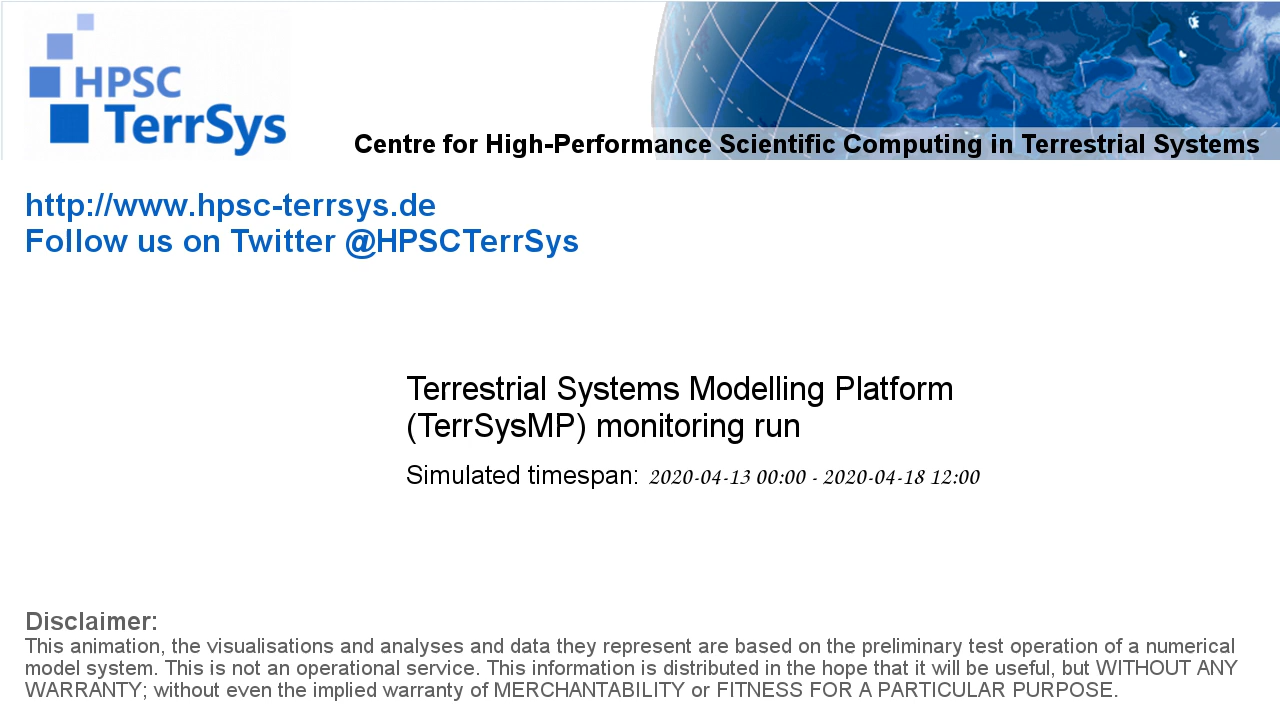 HPSC
TerrSys
Centre for High-Performance Scientific Computing in Terrestrial Systems
http://www.hpsc-terrsys.de
Follow us on Twitter @HPSCTerrSys
Terrestrial Systems Modelling Platform
(TerrSysMP) monitoring run
Simulated timespan: 2020-04-13 00:00 - 2020-04-18 12:00
Disclaimer:
This animation, the visualisations and analyses and data they represent are based on the preliminary test operation of a numerical
model system. This is not an operational service. This information is distributed in the hope that it will be useful, but WITHOUT ANY
WARRANTY; without even the implied warranty of MERCHANTABILITY or FITNESS FOR A PARTICULAR PURPOSE.